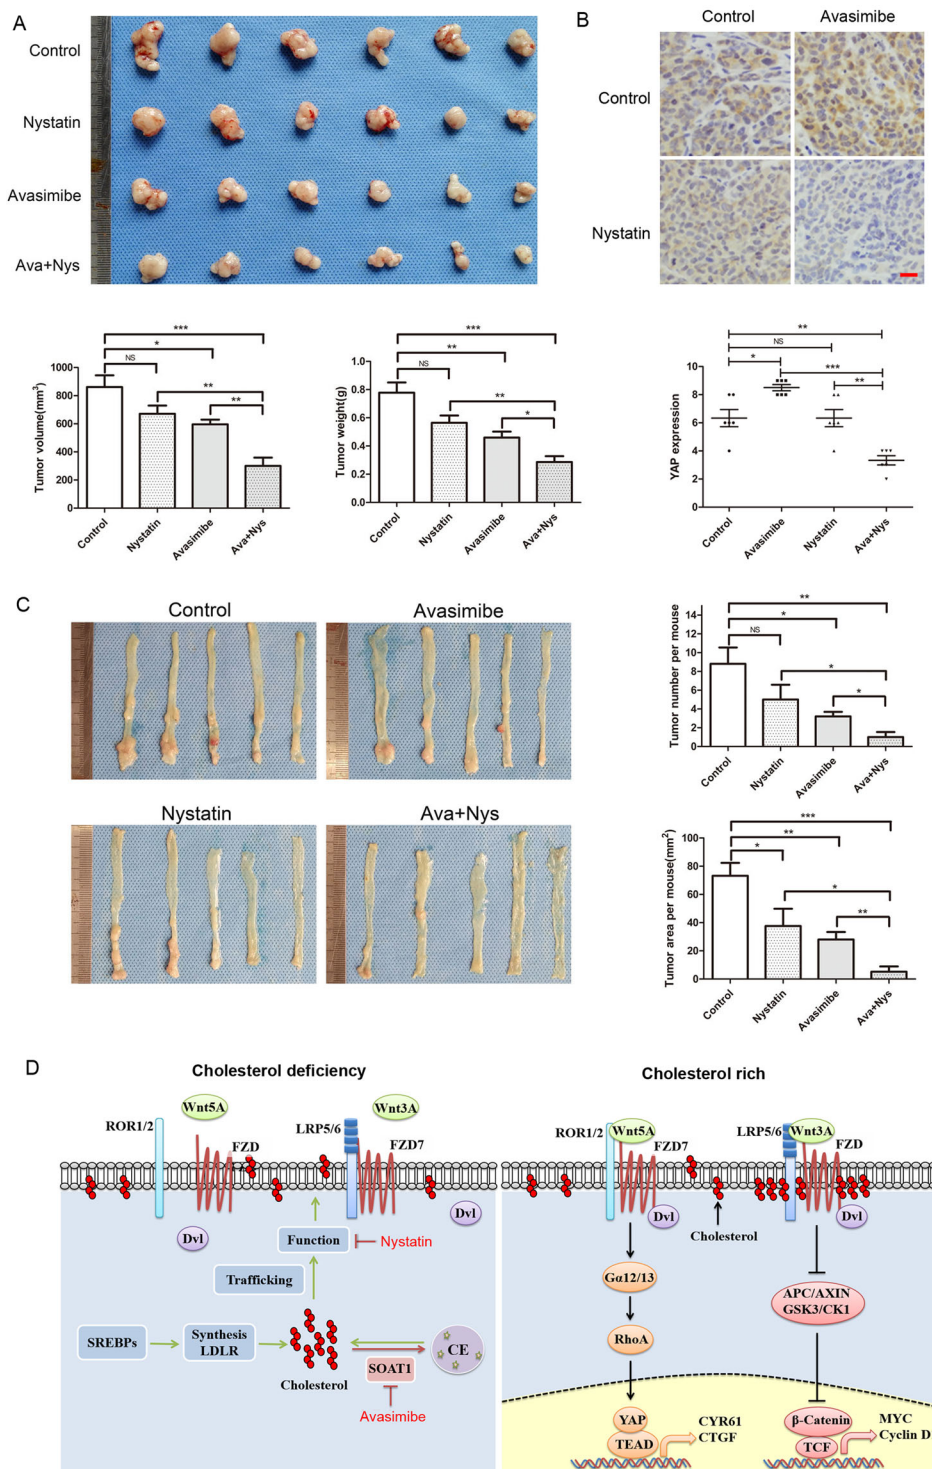 A
Control
Nystatin
Avasimibe
Ava+Nys
B
Control Avasimibe
Control
Nystatin
Tumor volume(mm³)
1000
800
600
400
200
0
***
*
NS
**
**
Control Nystatin Avasimibe Ava+Nys
Tumor weight(g)
1.0
0.8
0.6
0.4
0.2
0.0
***
**
NS
**
*
Control Nystatin Avasimibe Ava+Nys
YAP expression
10
8
6
4
2
0
**
NS
*
***
**
Control Avasimibe Nystatin Ava+Nys
C
Control Avasimibe
Nystatin Ava+Nys
Tumor number per mouse
14
12
10
8
6
4
2
0
**
*
NS
*
*
Control Nystatin Avasimibe Ava+Nys
Tumor area per mouse(mm²)
100
80
60
40
20
0
***
**
*
*
**
Control Nystatin Avasimibe Ava+Nys
D
Cholesterol deficiency
Wnt5A
ROR1/2
FZD
Wnt3A
LRP5/6
FZD7
Dvl
Dvl
Function
Nystatin
Trafficking
SREBPs
Synthesis
LDLR
Cholesterol
CE
SOAT1
Avasimibe
Cholesterol rich
ROR1/2
Wnt5A
FZD7
LRP5/6
Wnt3A
FZD
Dvl
Dvl
Cholesterol
Gα12/13
RhoA
YAP
TEAD
CYR61
CTGF
APC/AXIN
GSK3/CK1
β-Catenin
TCF
MYC
Cyclin D